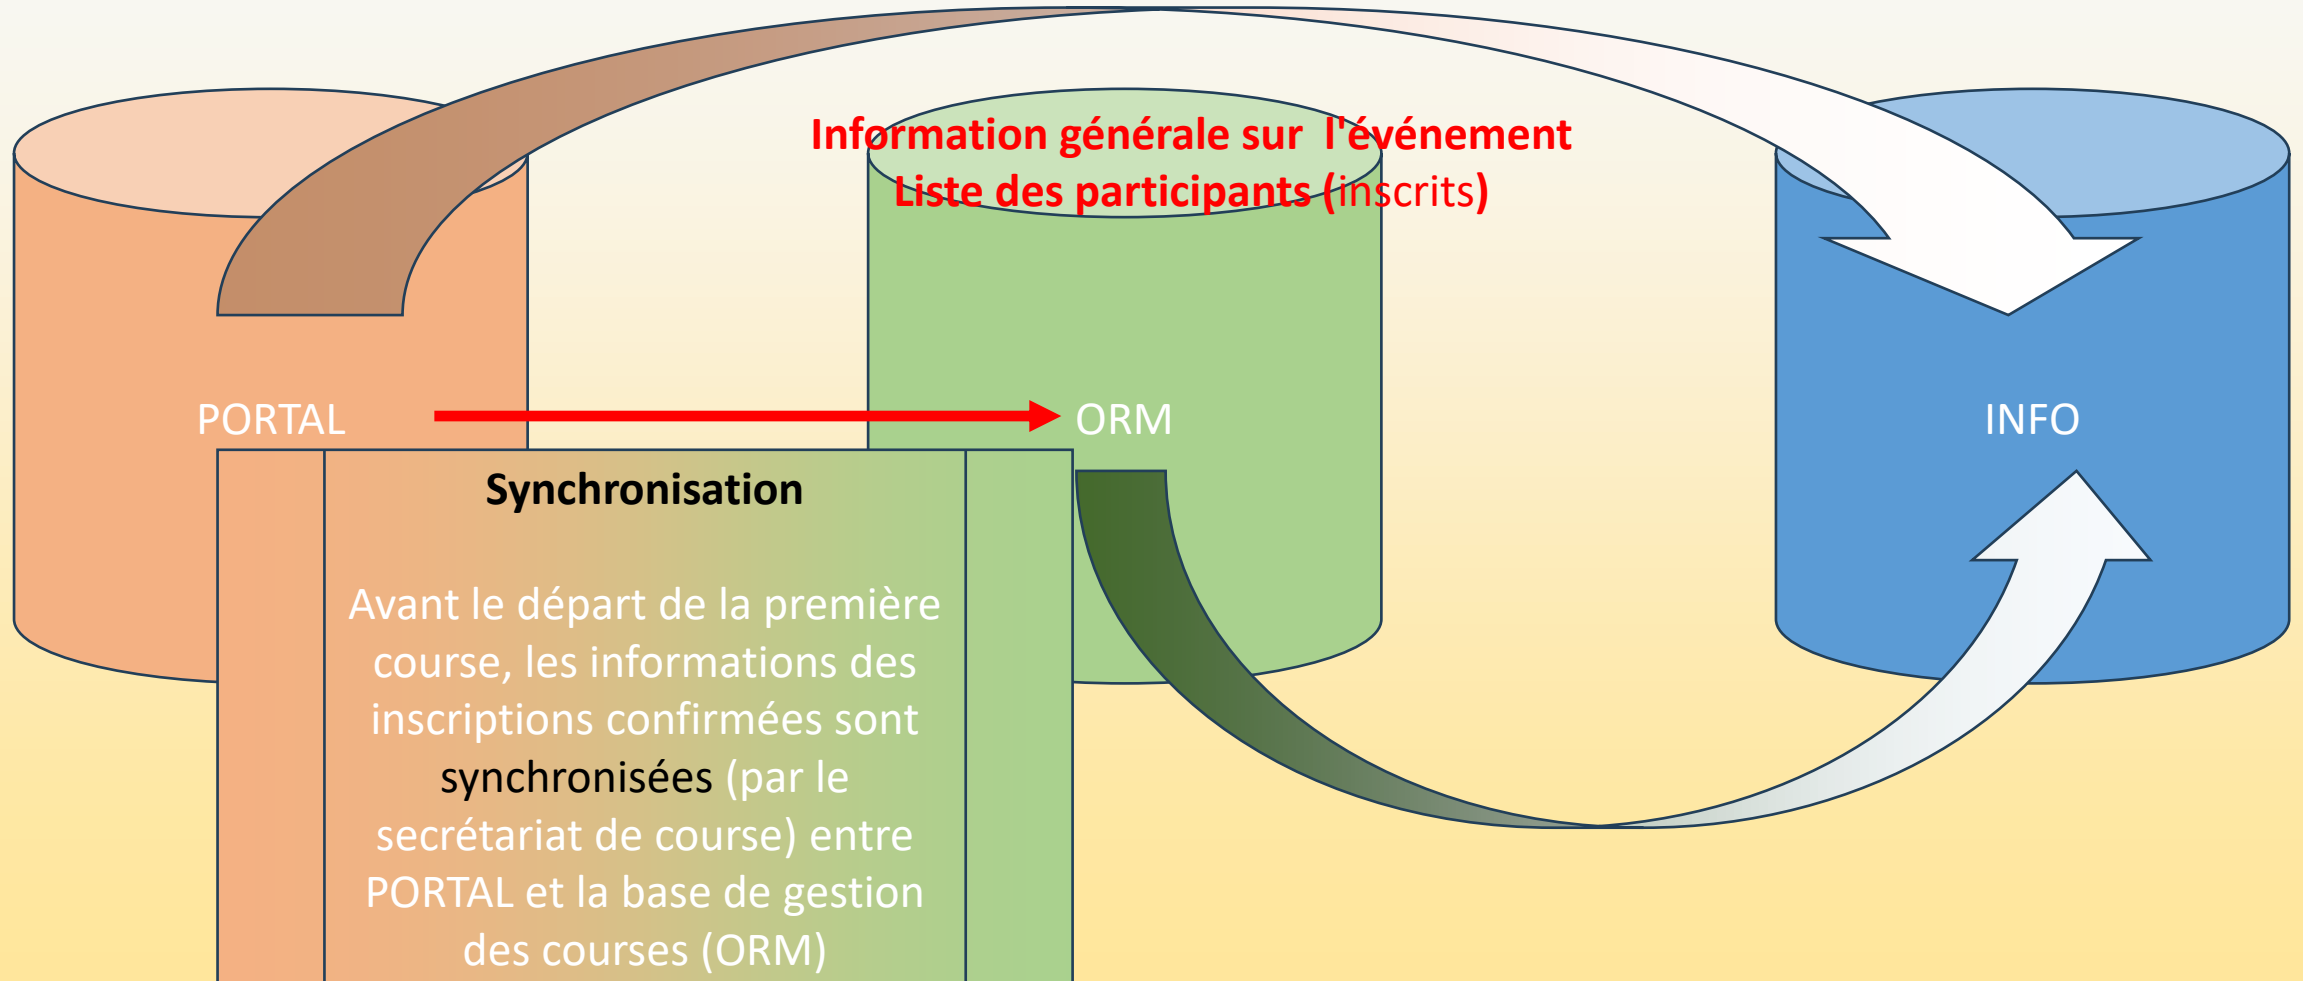 Information générale sur  l'événement
Liste des participants (inscrits)
PORTAL
ORM
INFO
Synchronisation
Avant le départ de la première
course, les informations des
inscriptions confirmées sont
synchronisées (par le
secrétariat de course) entre
PORTAL et la base de gestion
des courses (ORM)